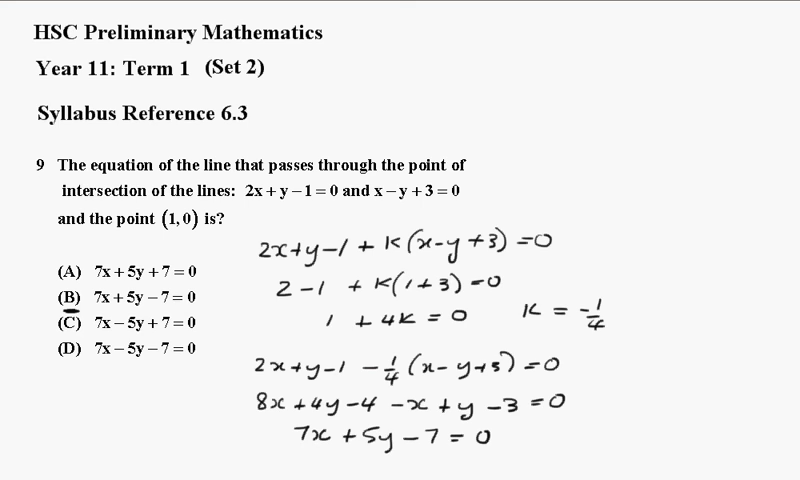 HSC Preliminary Mathematics
Year 11: Term 1 (Set 2)
Syllabus Reference 6.3
9 The equation of the line that passes through the point of
intersection of the lines: 2x + y − 1 = 0 and x − y + 3 = 0
and the point (1, 0) is?
(A) 7x + 5y + 7 = 0
(B) 7x + 5y − 7 = 0
(C) 7x − 5y + 7 = 0
(D) 7x − 5y − 7 = 0
2x+y−1 + K(x−y+3) = 0
2 − 1 + K(1+3) = 0
1 + 4K = 0 K = −1/4
2x+y−1 − 1/4 (x−y+3) = 0
8x + 4y − 4 − x + y − 3 = 0
7x + 5y − 7 = 0